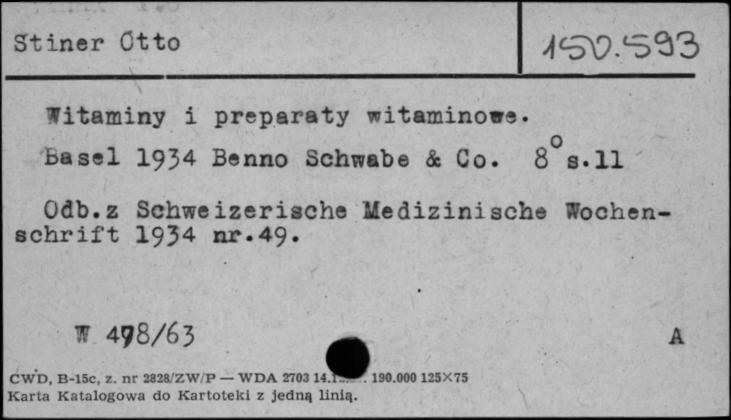 Stiner Otto
150.593
Witaminy i preparaty witaminowe.
Basel 1934 Benno Schwabe & Co. 8° s.11
Odb.z Schweizerische Medizinische Wochen-
schrift 1934 nr.49.
W 498/63
A
CWD, B-15c, z. nr 2828/ZW/P — WDA 2703 190.000 125×75
Karta Katalogowa do Kartoteki z jedną linią.